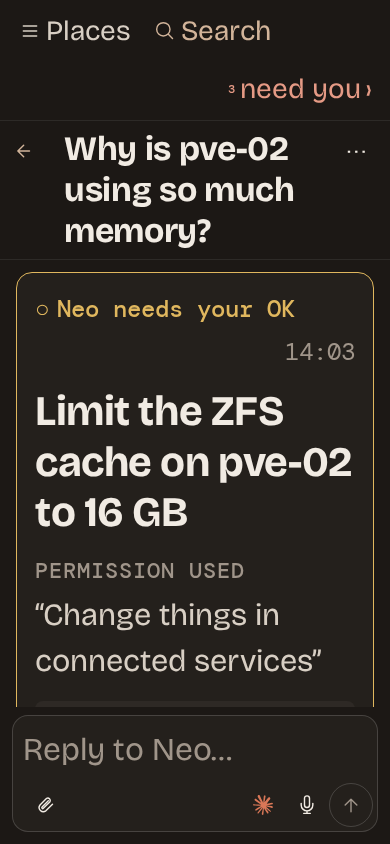 Places Search
3 need you ›
Why is pve-02
using so much
memory?
Neo needs your OK
14:03
Limit the ZFS
cache on pve-02
to 16 GB
PERMISSION USED
“Change things in
connected services”
Reply to Neo...